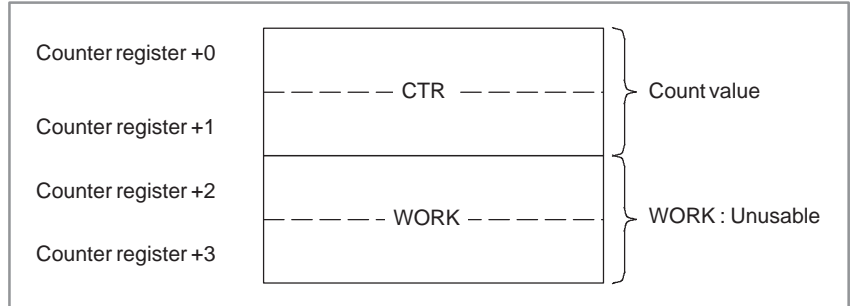 Counter register +0
CTR
Count value
Counter register +1
Counter register +2
WORK
WORK : Unusable
Counter register +3